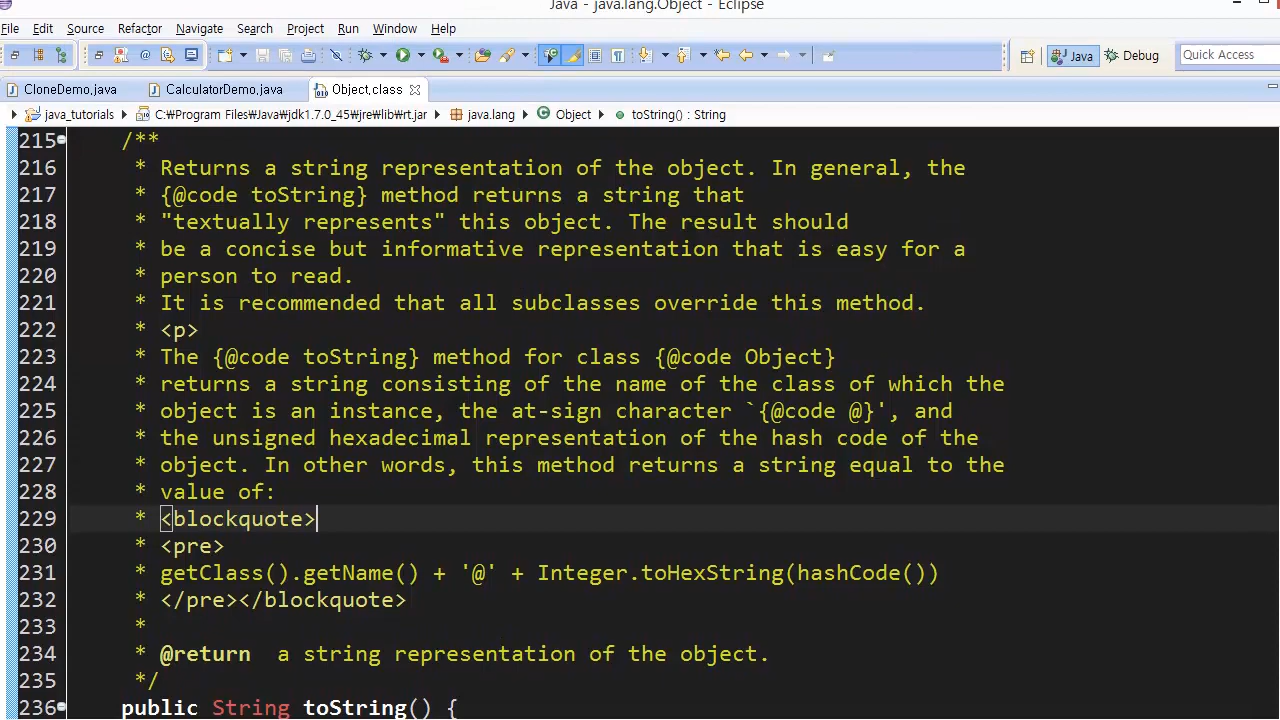 Java - java.lang.Object - Eclipse
File Edit Source Refactor Navigate Search Project Run Window Help
Java Debug Quick Access
CloneDemo.java CalculatorDemo.java Object.class
java_tutorials C:₩Program Files₩Java₩jdk1.7.0_45₩jre₩lib₩rt.jar java.lang Object toString() : String
215 /**
216 * Returns a string representation of the object. In general, the
217 * {@code toString} method returns a string that
218 * "textually represents" this object. The result should
219 * be a concise but informative representation that is easy for a
220 * person to read.
221 * It is recommended that all subclasses override this method.
222 * <p>
223 * The {@code toString} method for class {@code Object}
224 * returns a string consisting of the name of the class of which the
225 * object is an instance, the at-sign character `{@code @}', and
226 * the unsigned hexadecimal representation of the hash code of the
227 * object. In other words, this method returns a string equal to the
228 * value of:
229 * <blockquote>
230 * <pre>
231 * getClass().getName() + '@' + Integer.toHexString(hashCode())
232 * </pre></blockquote>
233 *
234 * @return  a string representation of the object.
235 */
236 public String toString() {